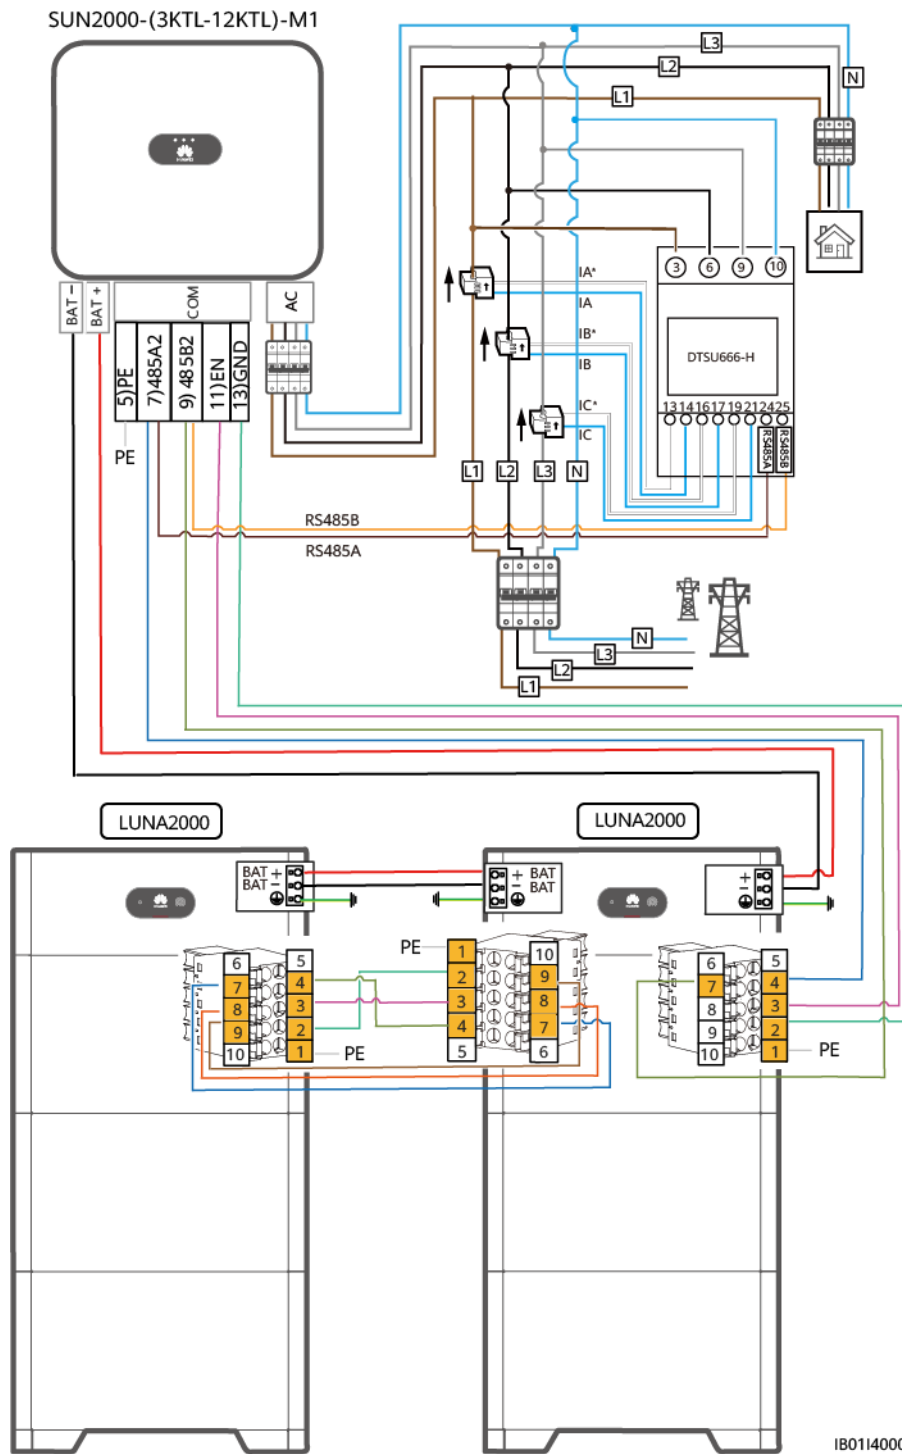 SUN2000-(3KTL-12KTL)-M1
L3
L2
N
L1
BAT −
BAT +
COM
AC
5)PE
7)485A2
9) 485B2
11)EN
13)GND
PE
IA*
IA
IB*
IB
IC*
IC
3
6
9
10
DTSU666-H
13 14 16 17 19 21 24 25
RS485A
RS485B
L1
L2
L3
N
RS485B
RS485A
N
L3
L2
L1
LUNA2000
LUNA2000
BAT +
BAT −
+ BAT
− BAT
+
−
6
7
8
9
10
5
4
3
2
1
PE
PE
1
2
3
4
5
10
9
8
7
6
6
7
8
9
10
5
4
3
2
1
PE
IB01I4000